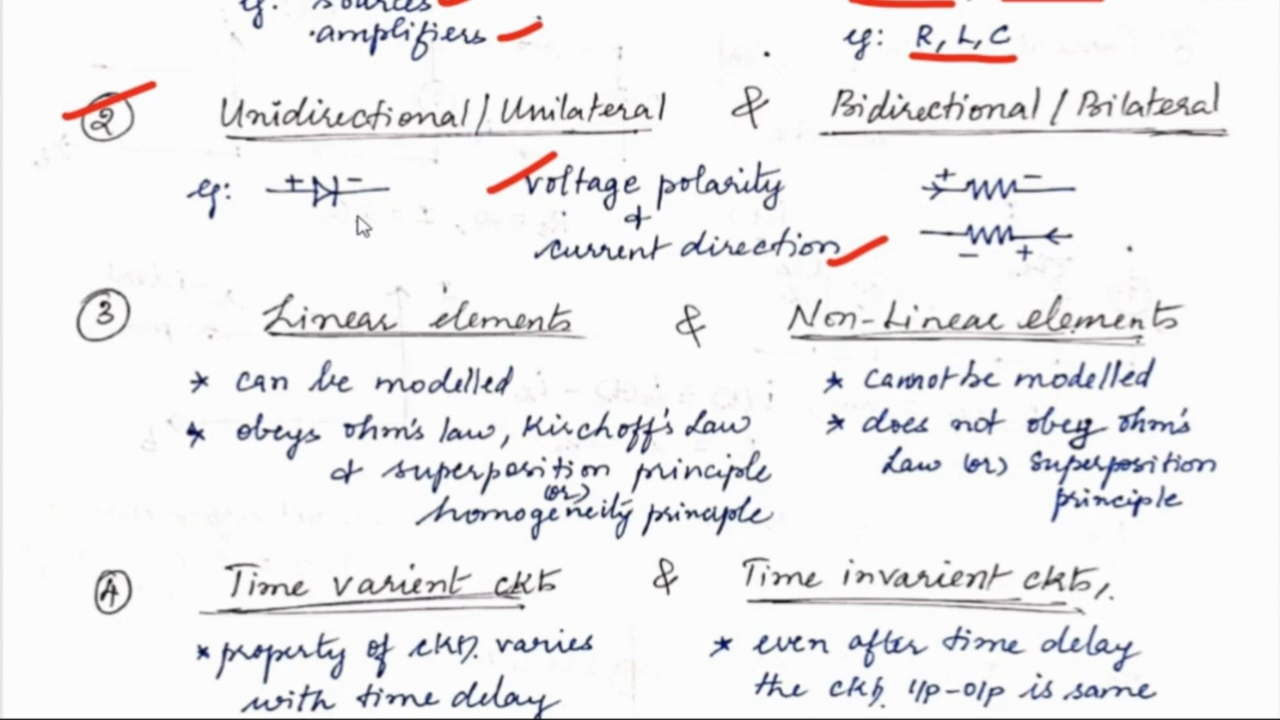 eg: sources
·amplifiers
eg: R, L, C
② Unidirectional / Unilateral & Bidirectional / Bilateral
eg: + - voltage polarity + -
&
current direction - +
③ Linear elements & Non-Linear elements
* can be modelled
* obeys ohm's law, Kirchoff's Law
& superposition principle
(or)
homogeneity principle
* cannot be modelled
* does not obey ohm's
Law (or) superposition
principle
④ Time varient ckts & Time invarient ckts,
* property of ckt. varies
with time delay
* even after time delay
the ckt. i/p-o/p is same